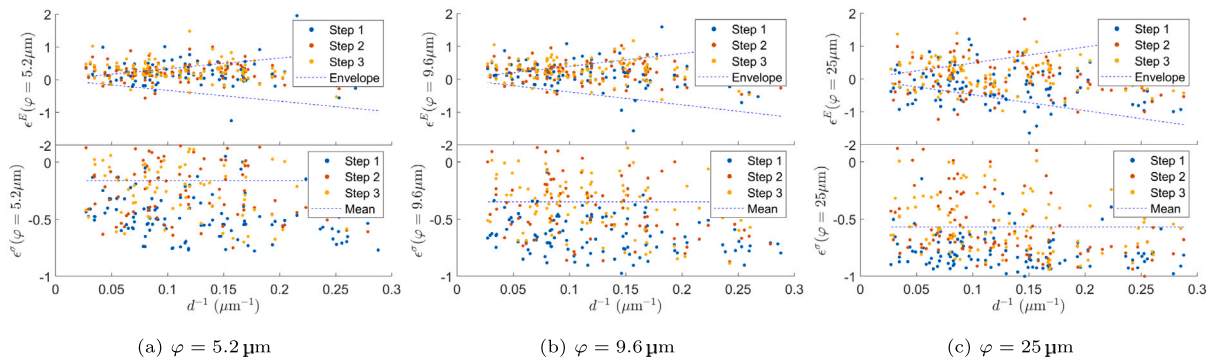 (a)
2
1
0
-1
-2
ϵ^E(φ = 5.2μm)
Step 1
Step 2
Step 3
Envelope
0
-0.5
-1
ϵ^σ(φ = 5.2μm)
Step 1
Step 2
Step 3
Mean
0
0.05
0.1
0.15
0.2
0.25
0.3
d⁻¹ (μm⁻¹)
(b)
2
1
0
-1
-2
ϵ^E(φ = 9.6μm)
Step 1
Step 2
Step 3
Envelope
0
-0.5
-1
ϵ^σ(φ = 9.6μm)
Step 1
Step 2
Step 3
Mean
0
0.05
0.1
0.15
0.2
0.25
0.3
d⁻¹ (μm⁻¹)
(c)
2
1
0
-1
-2
ϵ^E(φ = 25μm)
Step 1
Step 2
Step 3
Envelope
0
-0.5
-1
ϵ^σ(φ = 25μm)
Step 1
Step 2
Step 3
Mean
0
0.05
0.1
0.15
0.2
0.25
0.3
d⁻¹ (μm⁻¹)
(a) φ = 5.2 µm
(b) φ = 9.6 µm
(c) φ = 25 µm